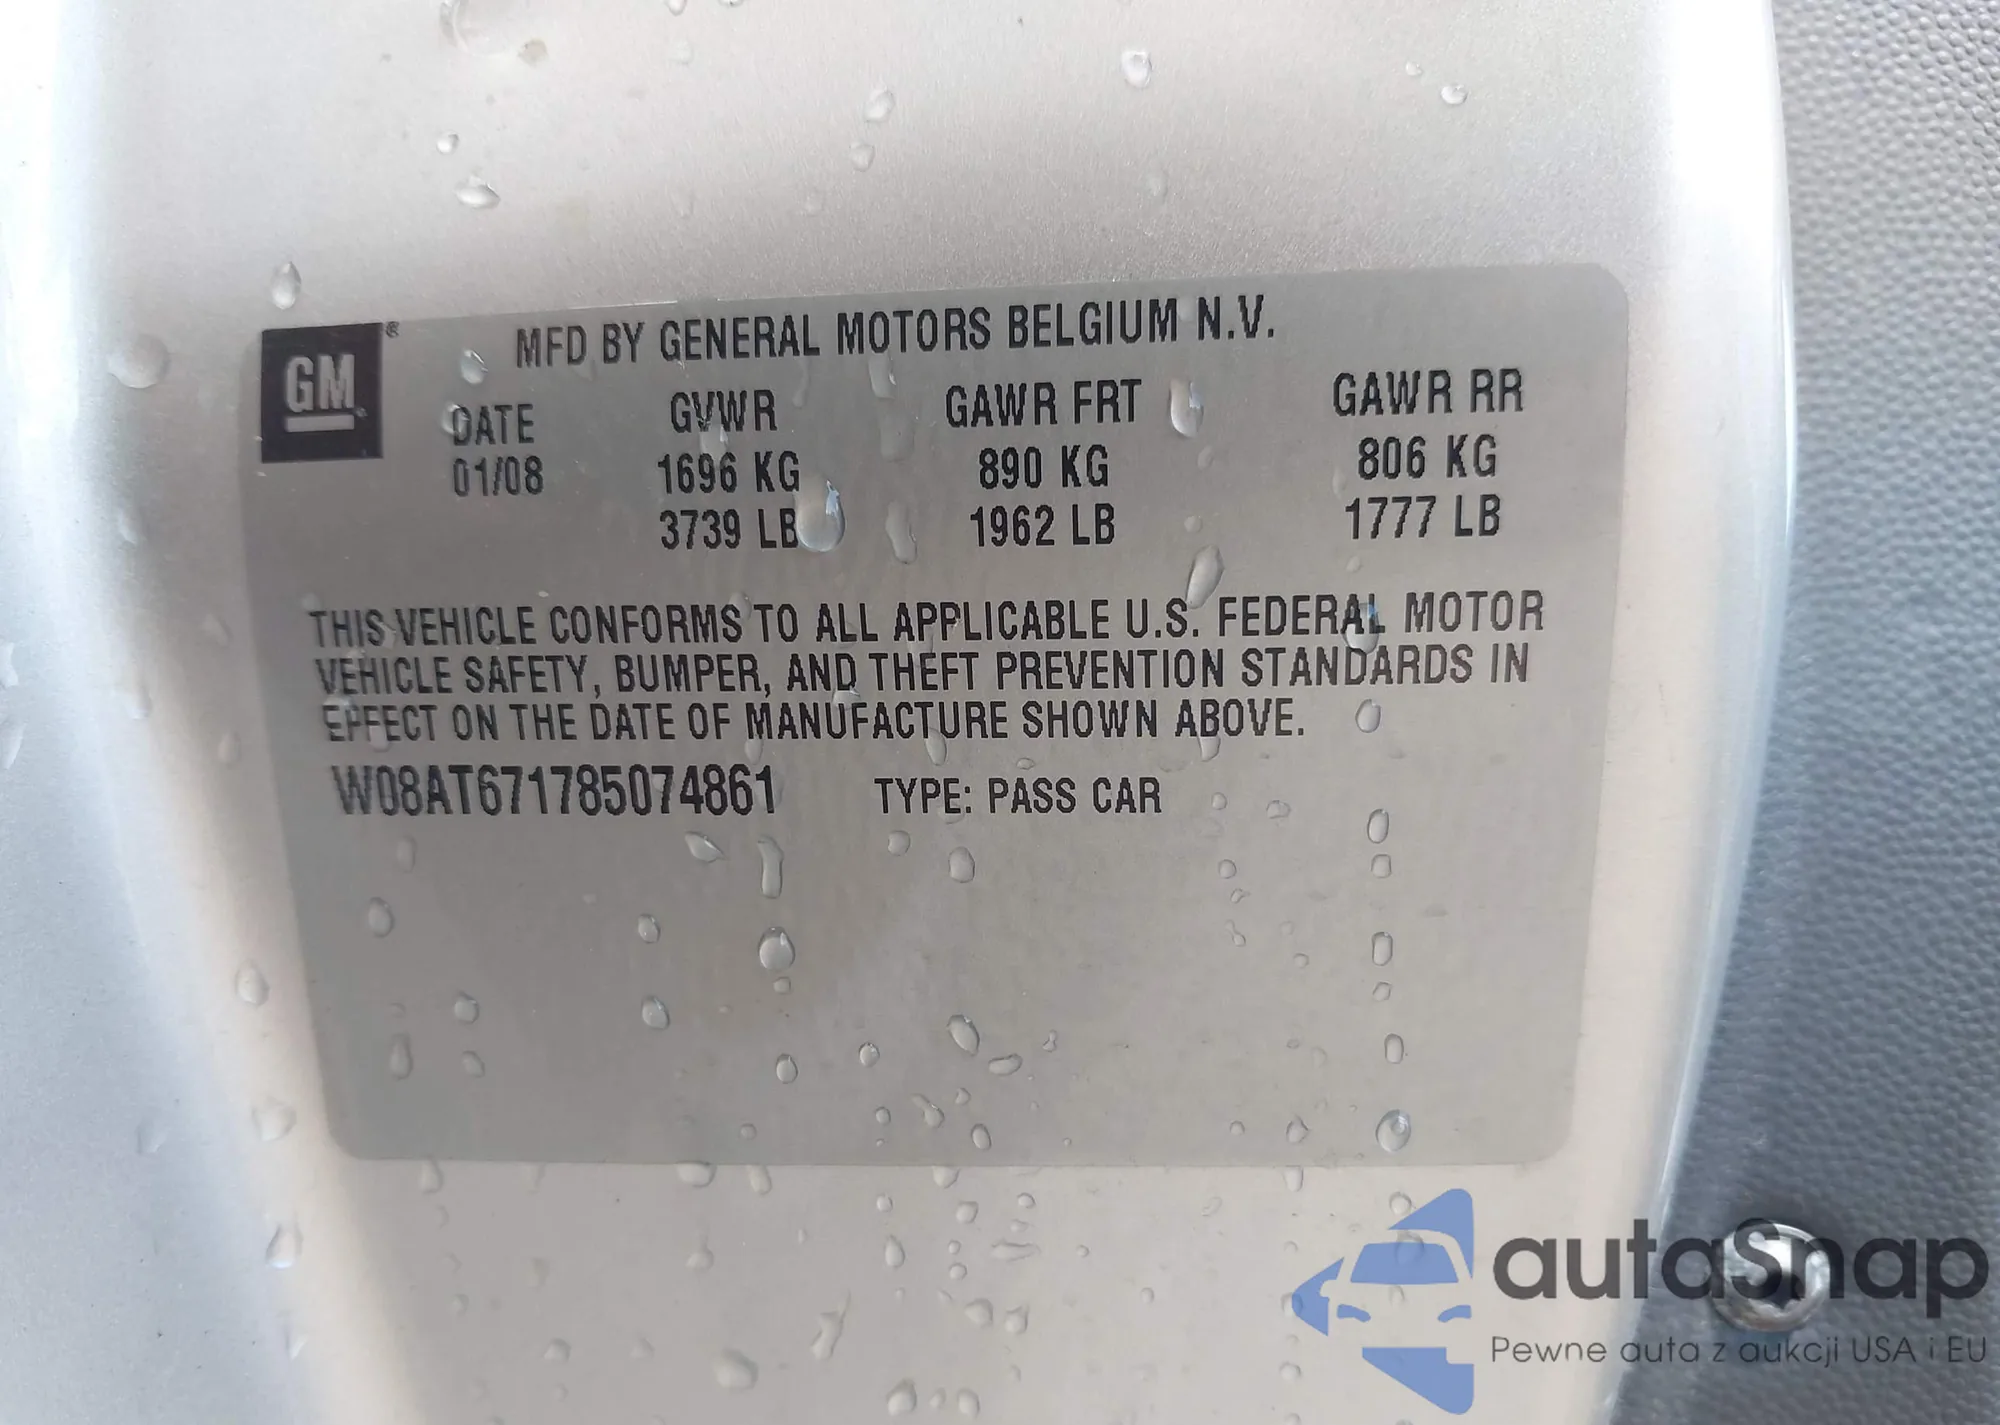 GM ®
MFD BY GENERAL MOTORS BELGIUM N.V.
DATE GVWR GAWR FRT GAWR RR
01/08 1696 KG 890 KG 806 KG
3739 LB 1962 LB 1777 LB
THIS VEHICLE CONFORMS TO ALL APPLICABLE U.S. FEDERAL MOTOR
VEHICLE SAFETY, BUMPER, AND THEFT PREVENTION STANDARDS IN
EFFECT ON THE DATE OF MANUFACTURE SHOWN ABOVE.
W08AT671785074861 TYPE: PASS CAR
autaSnap
Pewne auta z aukcji USA i EU